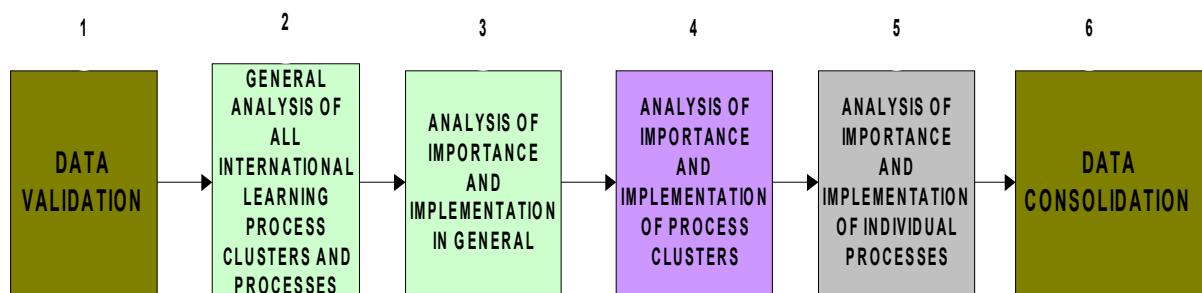 1
2
3
4
5
6
DATA
VALIDATION
GENERAL
ANALYSIS OF
ALL
INTERNATIONAL
LEARNING
PROCESS
CLUSTERS AND
PROCESSES
ANALYSIS OF
IMPORTANCE
AND
IMPLEMENTATION
IN GENERAL
ANALYSIS OF
IMPORTANCE
AND
IMPLEMENTATION
OF PROCESS
CLUSTERS
ANALYSIS OF
IMPORTANCE
AND
IMPLEMENTATION
OF INDIVIDUAL
PROCESSES
DATA
CONSOLIDATION